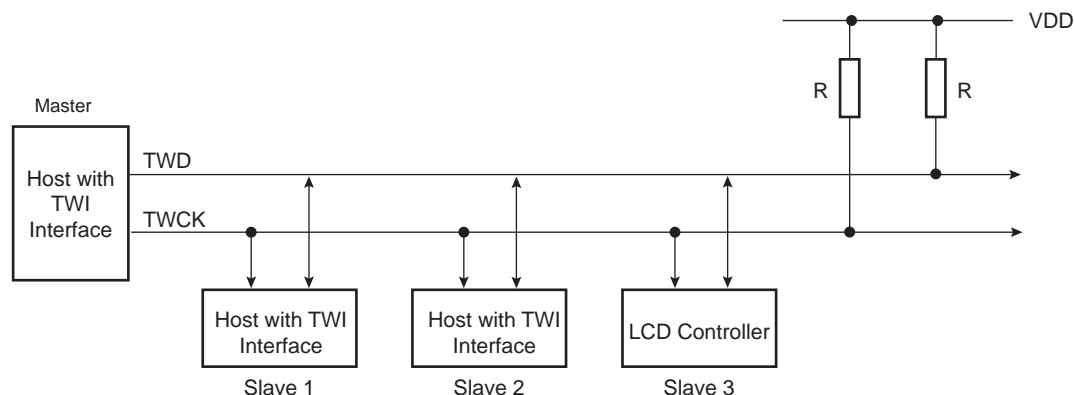 VDD
R
R
Master
Host with
TWI
Interface
TWD
TWCK
Host with TWI
Interface
Slave 1
Host with TWI
Interface
Slave 2
LCD Controller
Slave 3